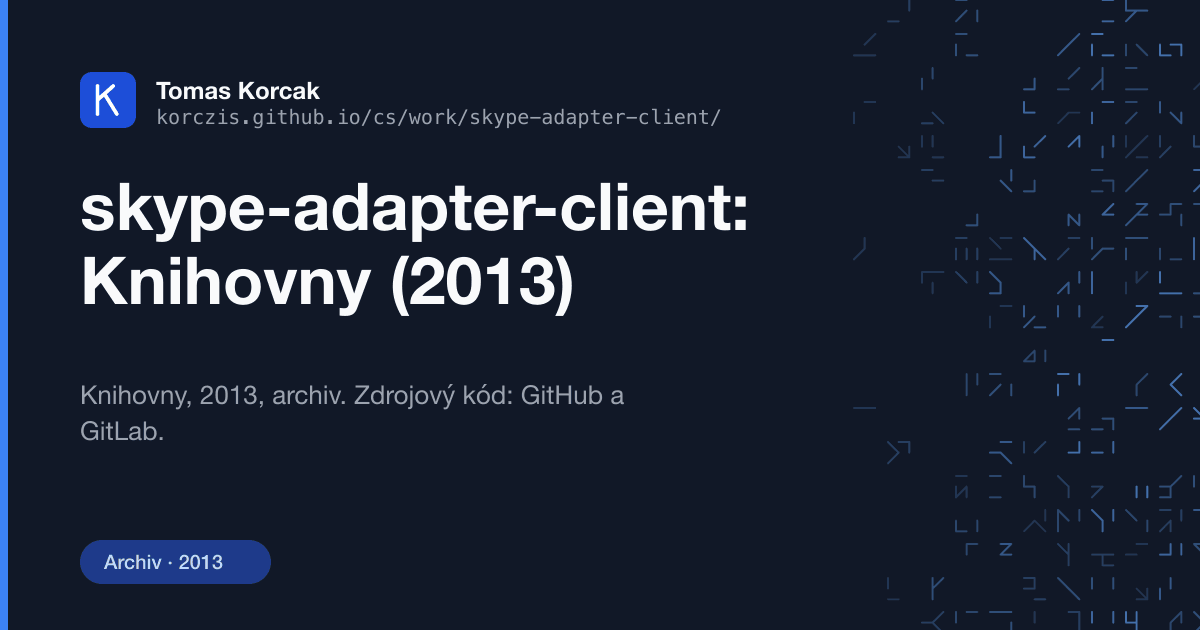 K
Tomas Korcak
korczis.github.io/cs/work/skype-adapter-client/
skype-adapter-client:
Knihovny (2013)
Knihovny, 2013, archiv. Zdrojový kód: GitHub a
GitLab.
Archiv · 2013